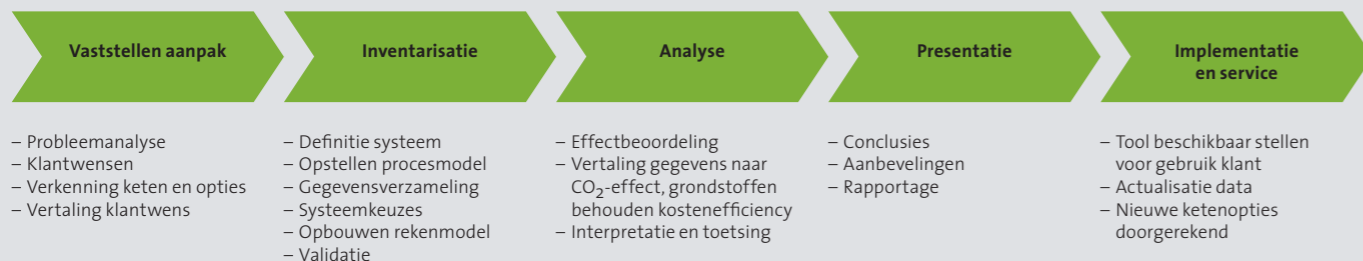 Vaststellen aanpak
– Probleemanalyse
– Klantwensen
– Verkenning keten en opties
– Vertaling klantwens
Inventarisatie
– Definitie systeem
– Opstellen procesmodel
– Gegevensverzameling
– Systeemkeuzes
– Opbouwen rekenmodel
– Validatie
Analyse
– Effectbeoordeling
– Vertaling gegevens naar
CO₂-effect, grondstoffen
behouden kostenefficiency
– Interpretatie en toetsing
Presentatie
– Conclusies
– Aanbevelingen
– Rapportage
Implementatie
en service
– Tool beschikbaar stellen
voor gebruik klant
– Actualisatie data
– Nieuwe ketenopties
doorgerekend